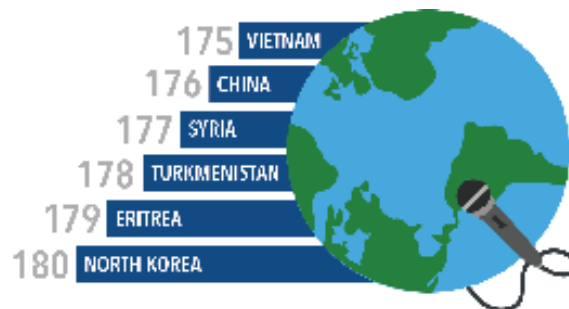 175 VIETNAM
176 CHINA
177 SYRIA
178 TURKMENISTAN
179 ERITREA
180 NORTH KOREA